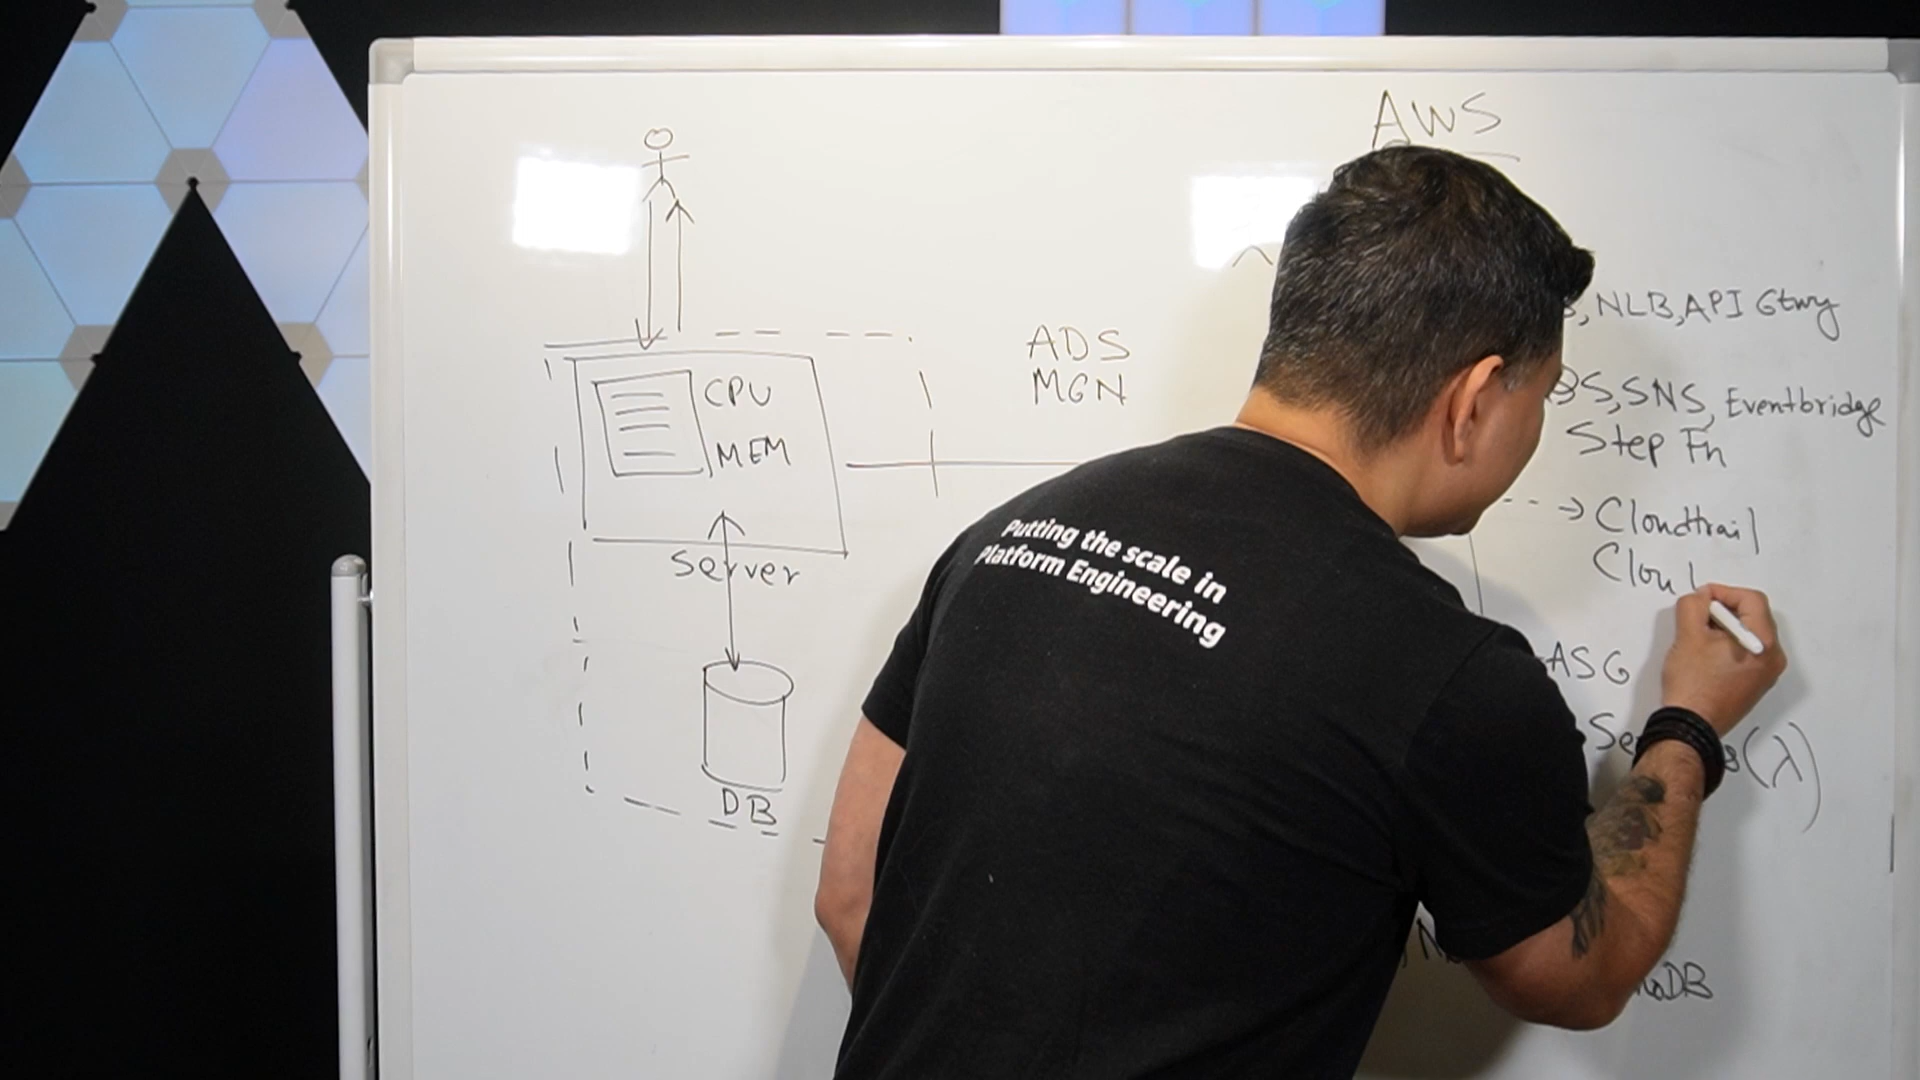 AWS
NLB, API Gtwy
ADS
MGN
CPU
MEM
SNS, Eventbridge
Step Fn
Cloudtrail
Server
ASG
(λ)
DB
Putting the scale in
Platform Engineering